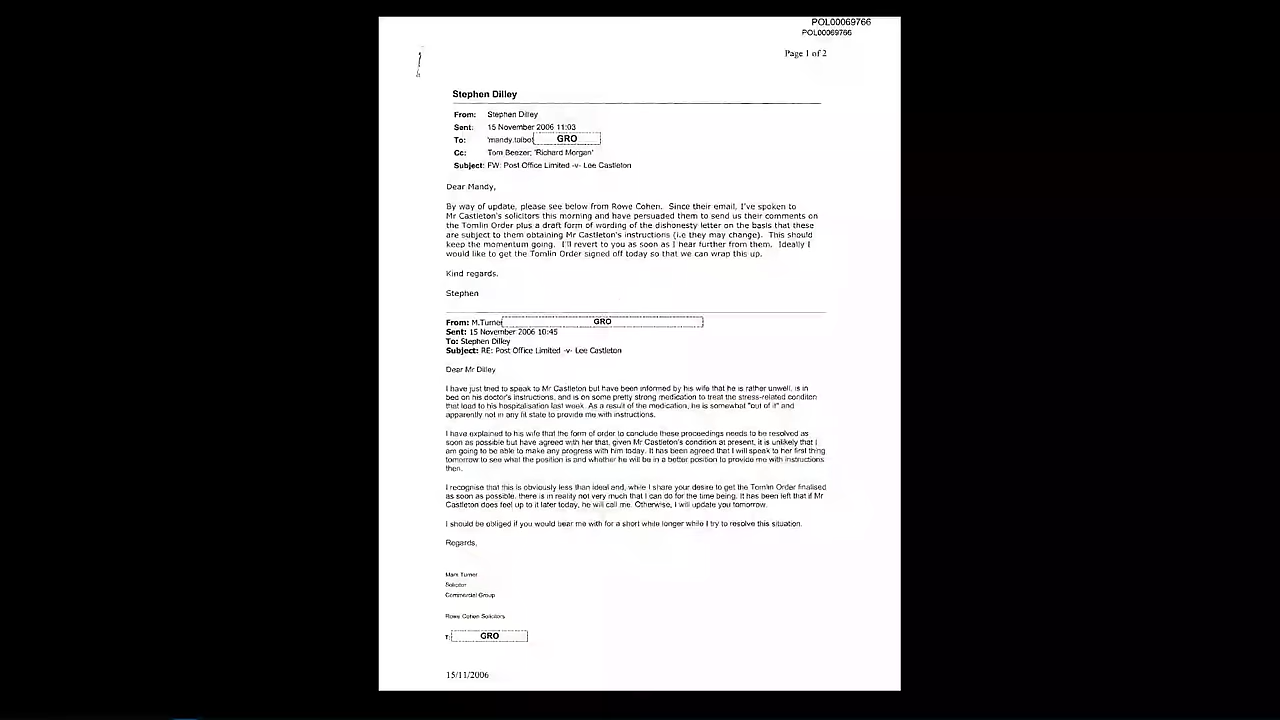 POL00069766
POL00069766
Page 1 of 2
Stephen Dilley
From: Stephen Dilley
Sent: 15 November 2006 11:03
To: 'mandy.talbot GRO
Cc: Tom Beezer; 'Richard Morgan'
Subject: FW: Post Office Limited -v- Lee Castleton
Dear Mandy,
By way of update, please see below from Rowe Cohen. Since their email, I've spoken to
Mr Castleton's solicitors this morning and have persuaded them to send us their comments on
the Tomlin Order plus a draft form of wording of the dishonesty letter on the basis that these
are subject to them obtaining Mr Castleton's instructions (i.e they may change). This should
keep the momentum going. I'll revert to you as soon as I hear further from them. Ideally I
would like to get the Tomlin Order signed off today so that we can wrap this up.
Kind regards.
Stephen
From: M.Turner GRO
Sent: 15 November 2006 10:45
To: Stephen Dilley
Subject: RE: Post Office Limited -v- Lee Castleton
Dear Mr Dilley
I have just tried to speak to Mr Castleton but have been informed by his wife that he is rather unwell, is in
bed on his doctor's instructions, and is on some pretty strong medication to treat the stress-related conditon
that lead to his hospitalisation last week. As a result of the medication, he is somewhat "out of it" and
apparently not in any fit state to provide me with instructions.
I have explained to his wife that the form of order to conclude these proceedings needs to be resolved as
soon as possible but have agreed with her that, given Mr Castleton's condition at present, it is unlikely that I
am going to be able to make any progress with him today. It has been agreed that I will speak to her first thing
tomorrow to see what the position is and whether he will be in a better position to provide me with instructions
then.
I recognise that this is obviously less than ideal and, while I share your desire to get the Tomlin Order finalised
as soon as possible, there is in reality not very much that I can do for the time being. It has been left that if Mr
Castleton does feel up to it later today, he will call me. Otherwise, I will update you tomorrow.
I should be obliged if you would bear me with for a short while longer while I try to resolve this situation.
Regards,
Mark Turner
Solicitor
Commercial Group
Rowe Cohen Solicitors
T: GRO
15/11/2006